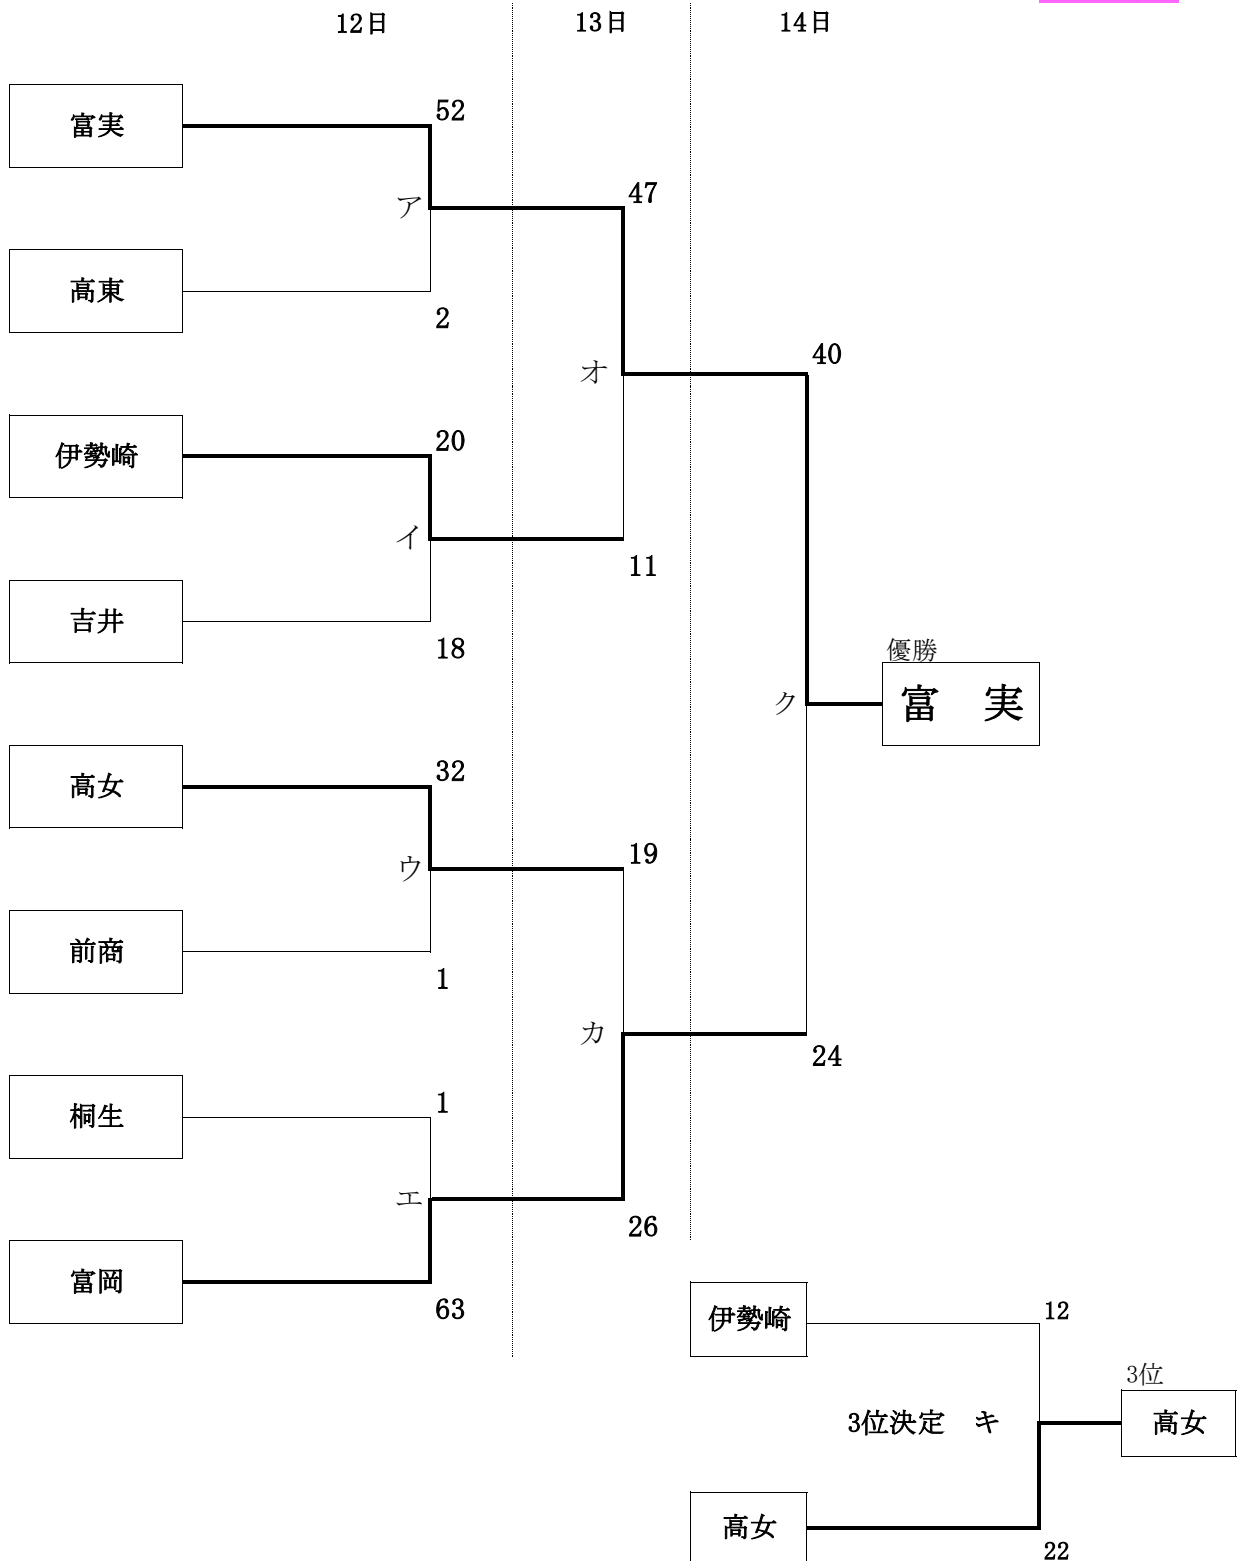 12日 13日 14日
52
富実
47
ア
高東
2
40
オ
20
伊勢崎
イ
11
吉井
18
優勝
富　実
ク
32
高女
19
ウ
前商
1
カ
24
1
桐生
エ
26
富岡
63
12
伊勢崎
3位
3位決定　キ
高女
高女
22